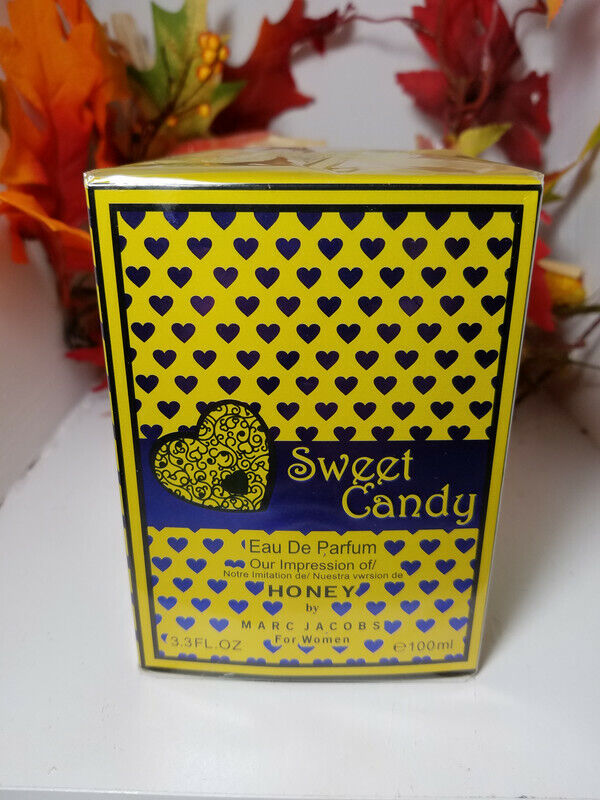 Sweet
Candy
Eau De Parfum
Our Impression of/
Notre Imitation de/ Nuestra vwrsion de
HONEY
by
MARC JACOBS
For Women
3.3FL.OZ
℮100ml